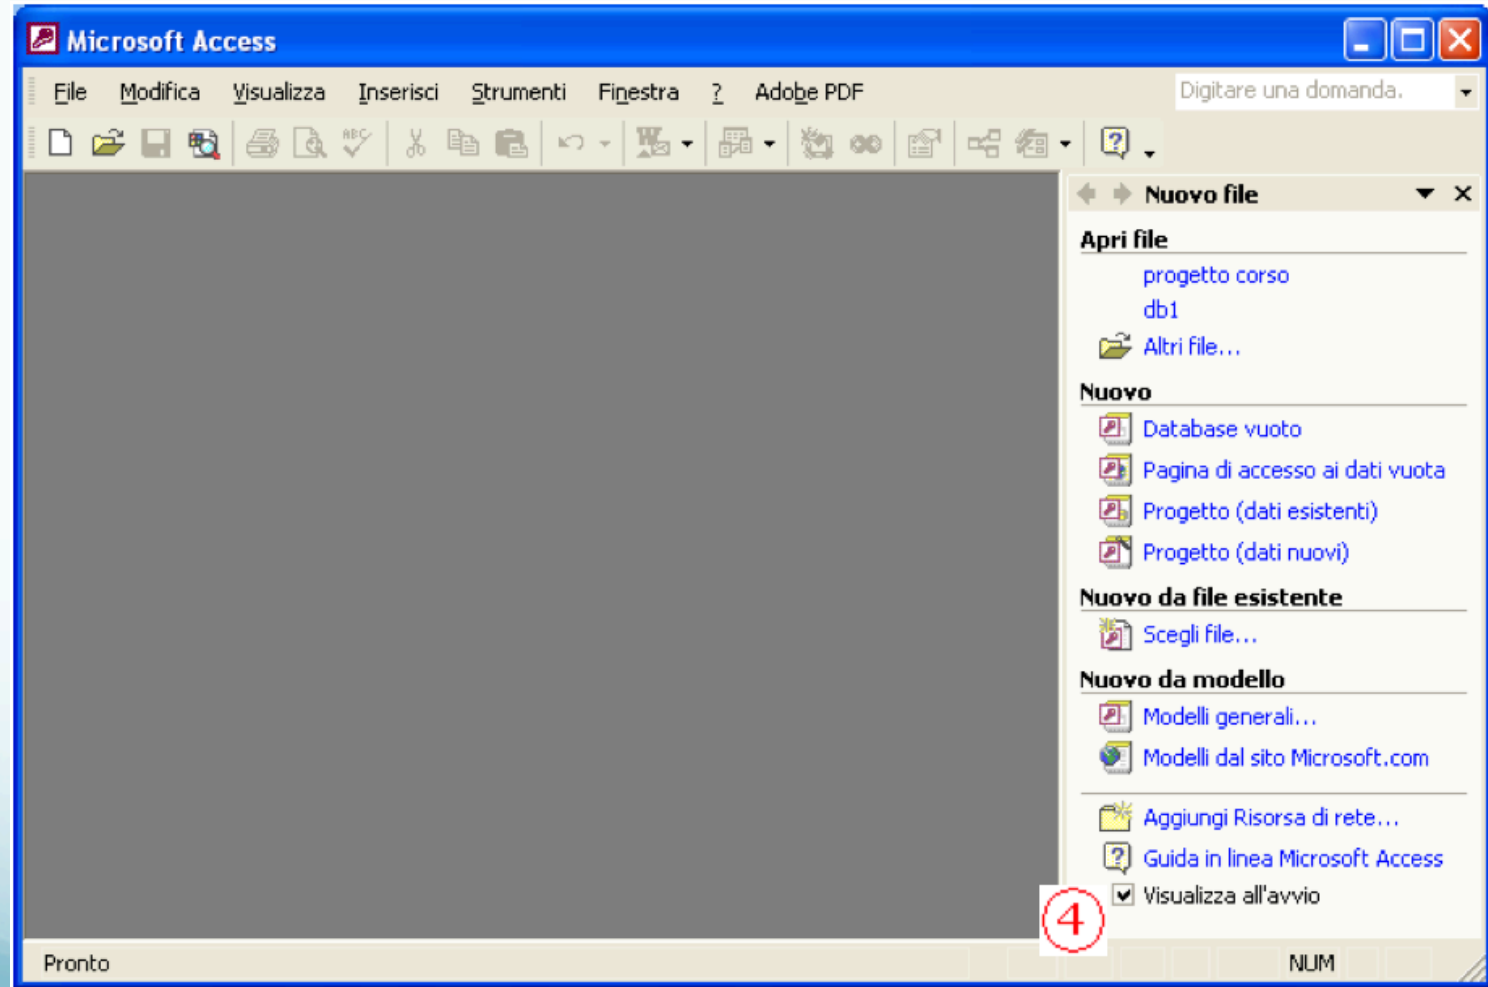 Microsoft Access
File Modifica Visualizza Inserisci Strumenti Finestra ? Adobe PDF Digitare una domanda.
Nuovo file
Apri file
progetto corso
db1
Altri file...
Nuovo
Database vuoto
Pagina di accesso ai dati vuota
Progetto (dati esistenti)
Progetto (dati nuovi)
Nuovo da file esistente
Scegli file...
Nuovo da modello
Modelli generali...
Modelli dal sito Microsoft.com
Aggiungi Risorsa di rete...
Guida in linea Microsoft Access
Visualizza all'avvio
4
Pronto NUM